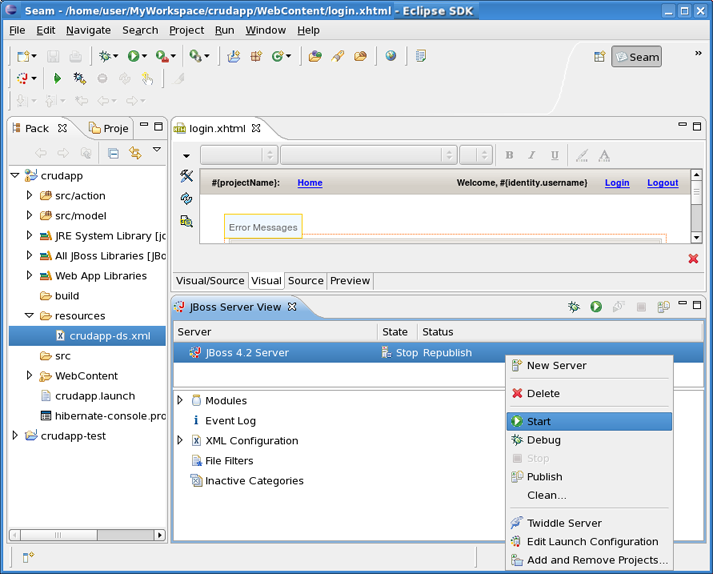 Seam - /home/user/MyWorkspace/crudapp/WebContent/login.xhtml - Eclipse SDK
File Edit Navigate Search Project Run Window Help
Seam
»
Pack
Proje
crudapp
src/action
src/model
JRE System Library [jc
All JBoss Libraries [JBo
Web App Libraries
build
resources
crudapp-ds.xml
src
WebContent
crudapp.launch
hibernate-console.pro
crudapp-test
login.xhtml
B I U A
#{projectName}: Home Welcome, #{identity.username} Login Logout
Error Messages
Visual/Source Visual Source Preview
JBoss Server View
Server State Status
JBoss 4.2 Server Stop Republish
Modules
Event Log
XML Configuration
File Filters
Inactive Categories
New Server
Delete
Start
Debug
Stop
Publish
Clean...
Twiddle Server
Edit Launch Configuration
Add and Remove Projects...